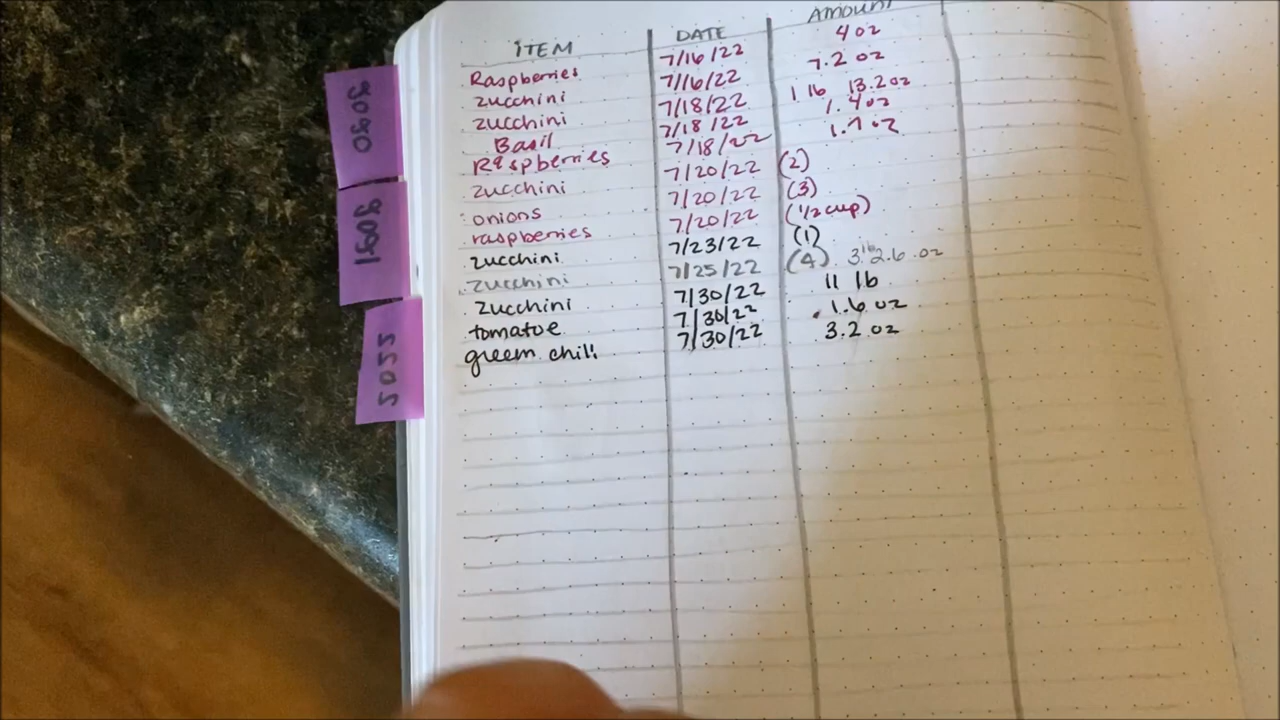 ITEM DATE AMOUNT
Raspberries 7/16/22 4 oz
zucchini 7/16/22 7.2 oz
zucchini 7/18/22 1 lb 13.2 oz
Basil 7/18/22 1.4oz
Raspberries 7/18/22 1.7 oz
zucchini 7/20/22 (2)
onions 7/20/22 (3)
raspberries 7/20/22 (1/2 cup)
zucchini 7/23/22 (1)
zucchini 7/25/22 (4) 3 lb 2.6 oz
Zucchini 7/30/22 11 lb
tomatoe 7/30/22 1.6 oz
greem chili 7/30/22 3.2 oz
2022